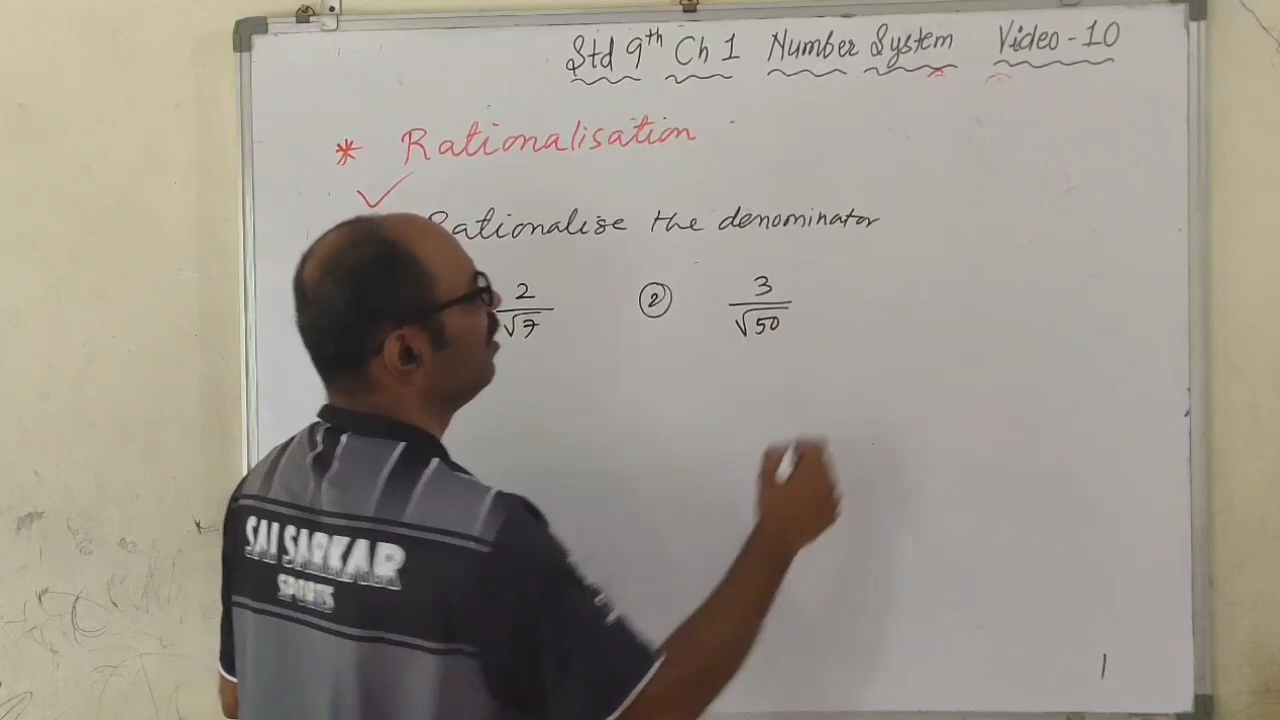 Std 9th Ch 1 Number System Video - 10
* Rationalisation
Rationalise the denominator
2/√7 ② 3/√50
SAI SARKAR
SPORTS
1